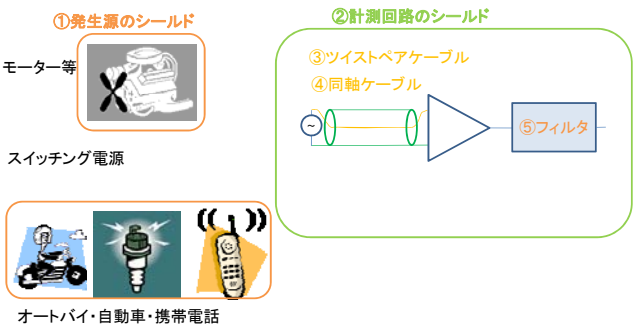 ①発生源のシールド
②計測回路のシールド
モーター等
③ツイストペアケーブル
④同軸ケーブル
~
⑤フィルタ
スイッチング電源
オートバイ・自動車・携帯電話